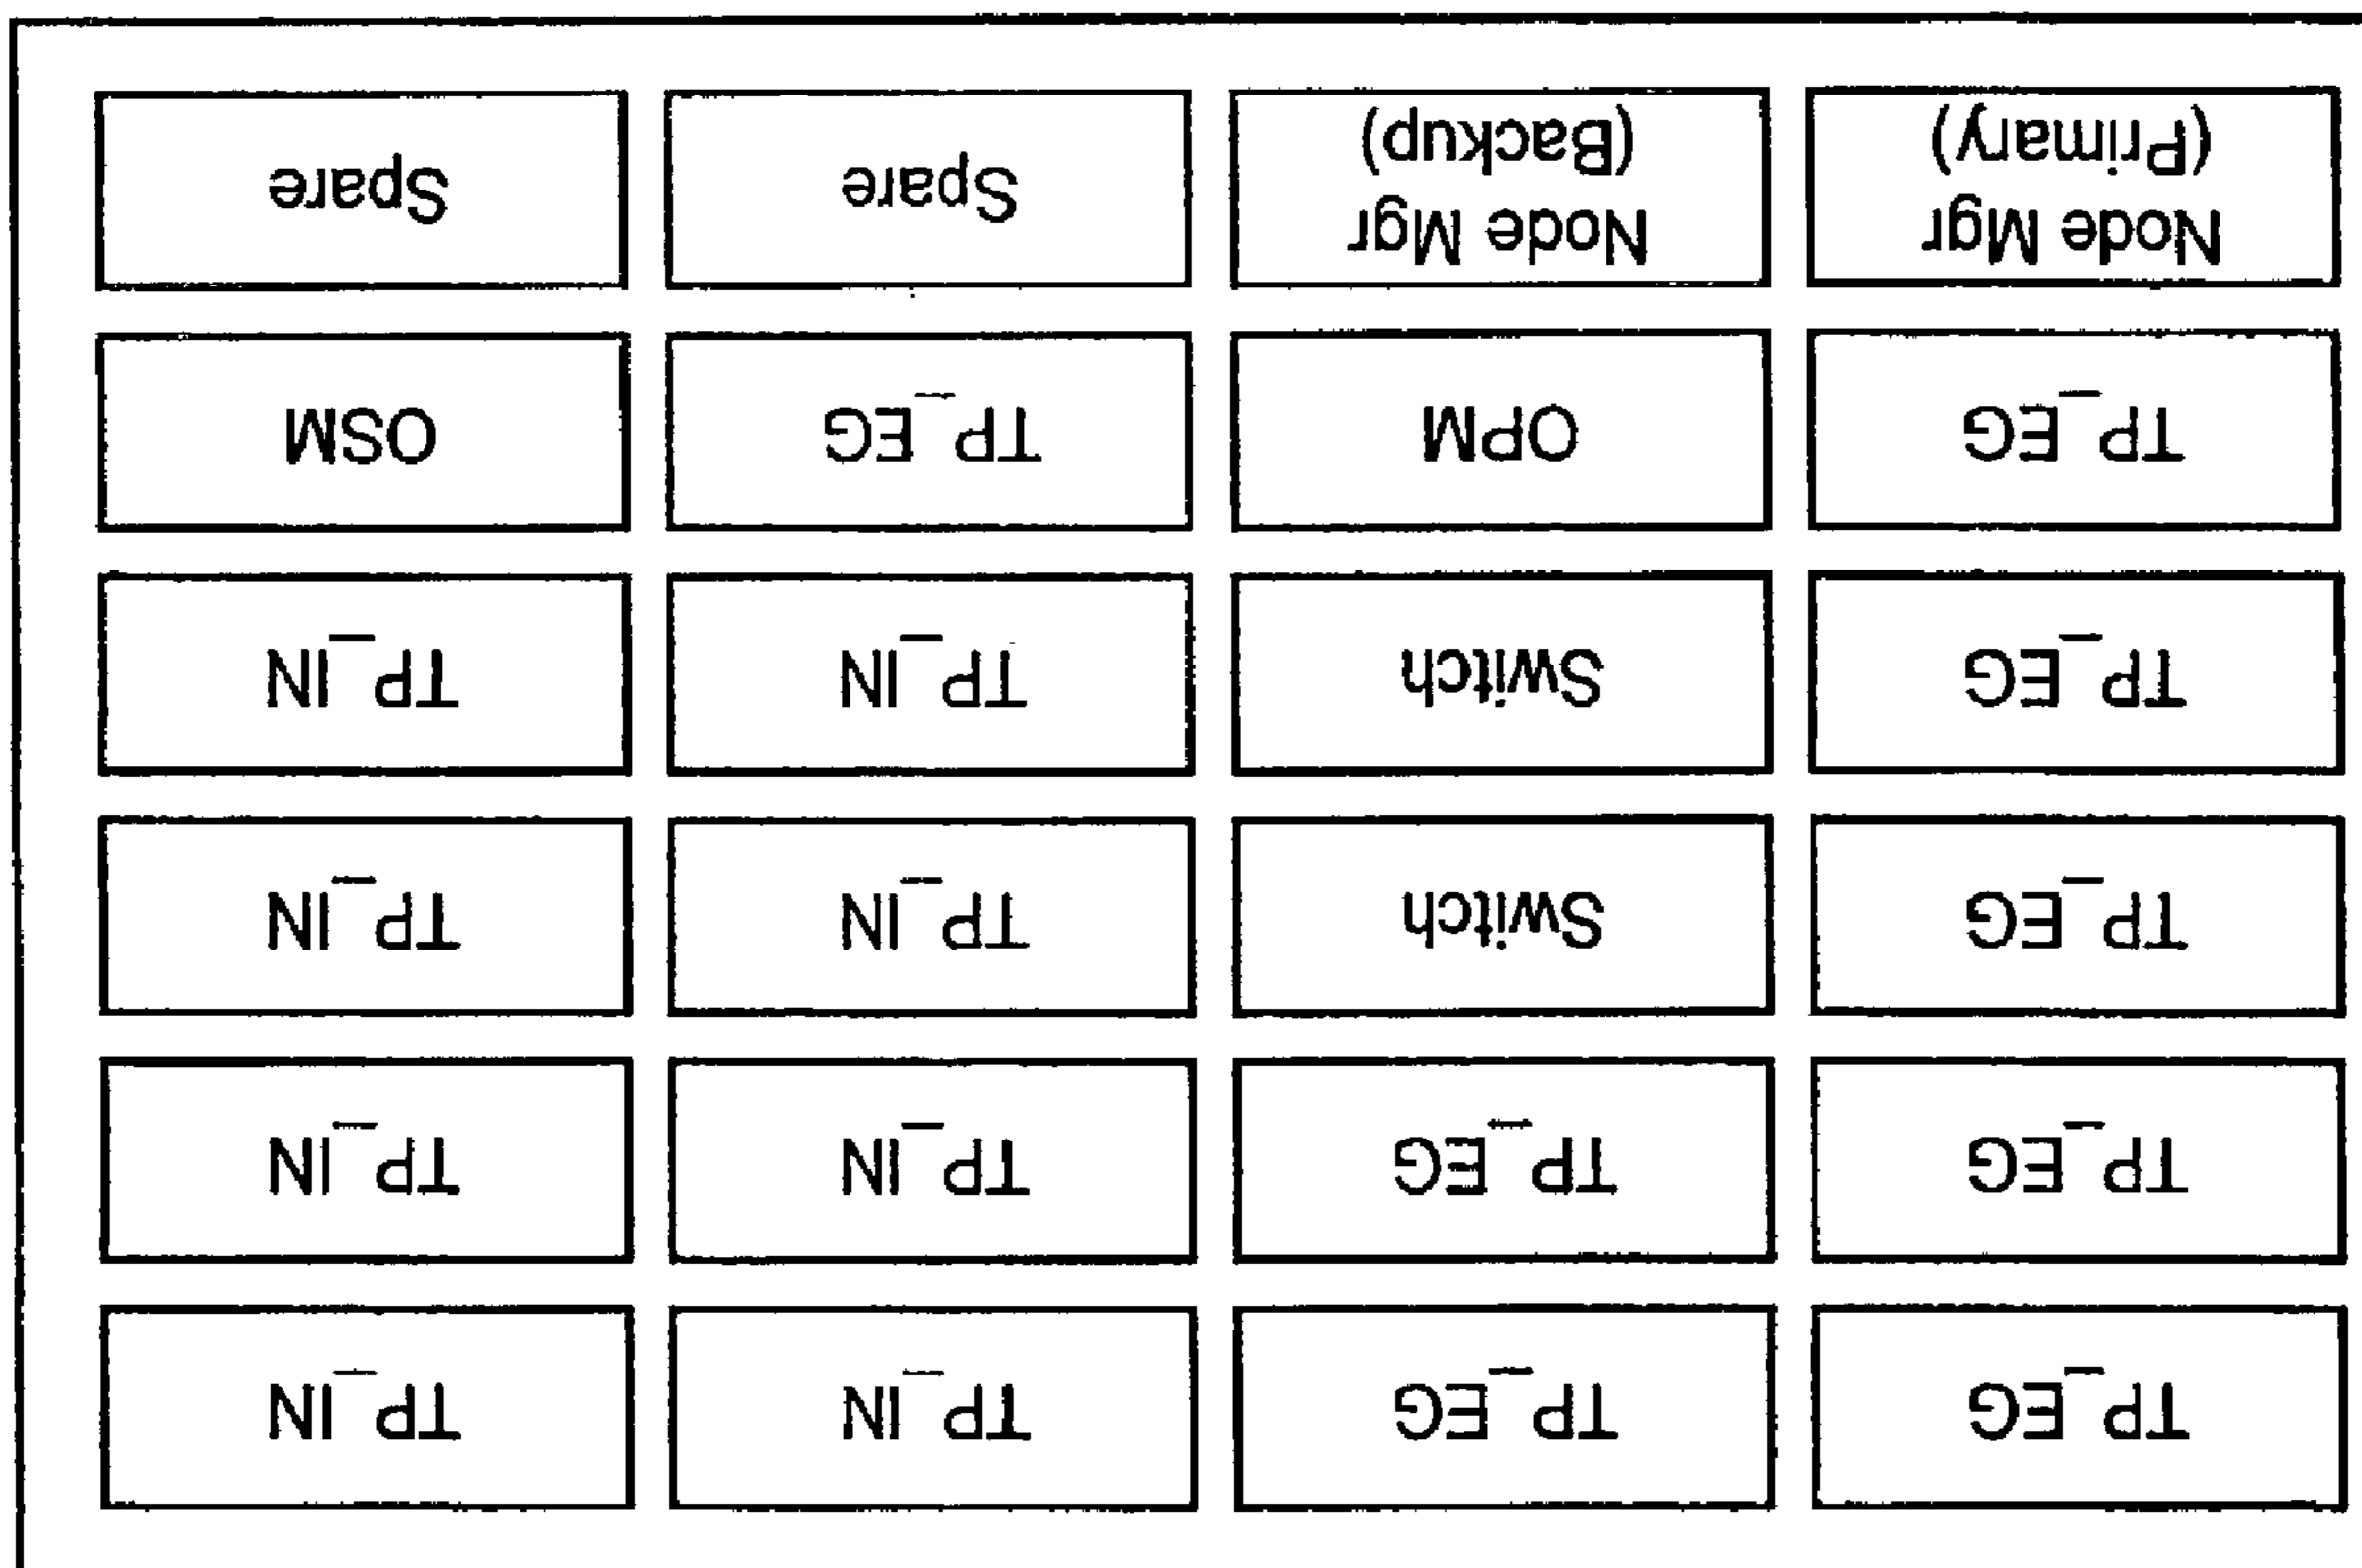 TP_EG
TP_EG
TP_IN
TP_IN
TP_EG
TP_EG
TP_IN
TP_IN
TP_EG
Switch
TP_IN
TP_IN
TP_EG
Switch
TP_IN
TP_IN
TP_EG
OPM
TP_EG
OSM
Node Mgr
(Primary)
Node Mgr
(Backup)
Spare
Spare